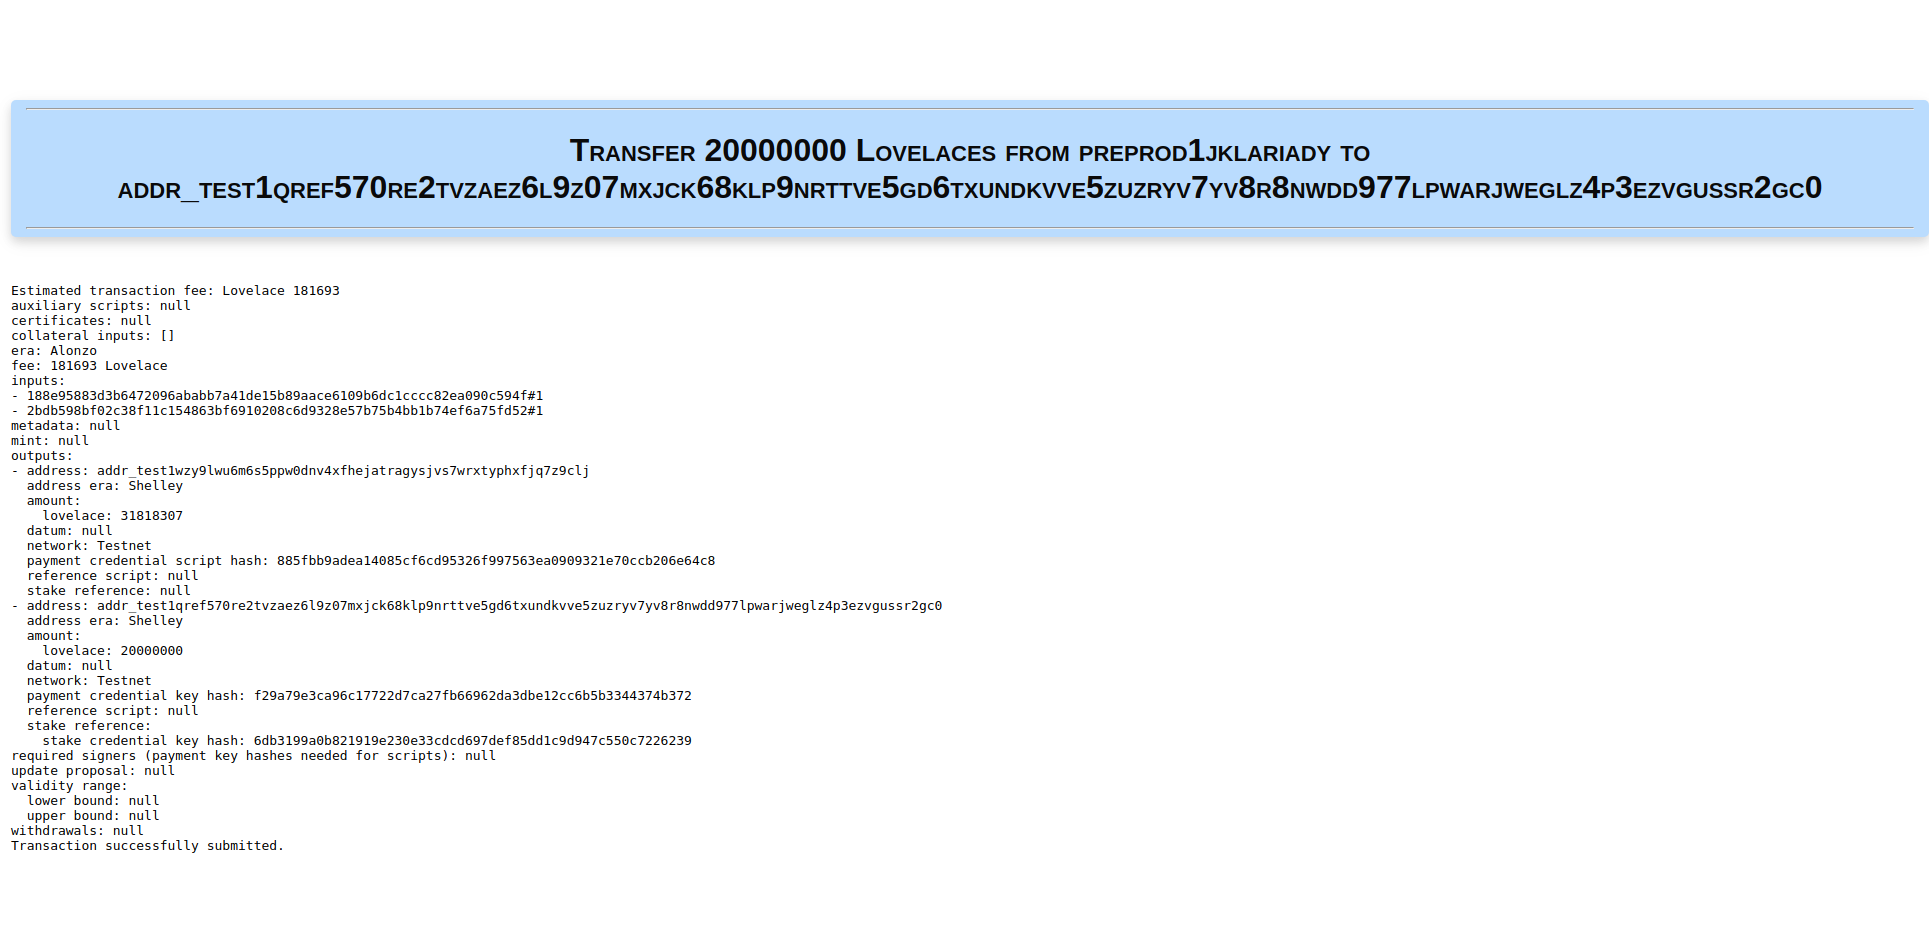 Transfer 20000000 Lovelaces from preprod1jklariady to
addr_test1qref570re2tvzaez6l9z07mxjck68klp9nrttve5gd6txundkvve5zuzryv7yv8r8nwdd977lpwarjweglz4p3ezvgussr2gc0
Estimated transaction fee: Lovelace 181693
auxiliary scripts: null
certificates: null
collateral inputs: []
era: Alonzo
fee: 181693 Lovelace
inputs:
- 188e95883d3b6472096ababb7a41de15b89aace6109b6dc1cccc82ea090c594f#1
- 2bdb598bf02c38f11c154863bf6910208c6d9328e57b75b4bb1b74ef6a75fd52#1
metadata: null
mint: null
outputs:
- address: addr_test1wzy9lwu6m6s5ppw0dnv4xfhejatragysjvs7wrxtyphxfjq7z9clj
  address era: Shelley
  amount:
    lovelace: 31818307
  datum: null
  network: Testnet
  payment credential script hash: 885fbb9adea14085cf6cd95326f997563ea0909321e70ccb206e64c8
  reference script: null
  stake reference: null
- address: addr_test1qref570re2tvzaez6l9z07mxjck68klp9nrttve5gd6txundkvve5zuzryv7yv8r8nwdd977lpwarjweglz4p3ezvgussr2gc0
  address era: Shelley
  amount:
    lovelace: 20000000
  datum: null
  network: Testnet
  payment credential key hash: f29a79e3ca96c17722d7ca27fb66962da3dbe12cc6b5b3344374b372
  reference script: null
  stake reference:
    stake credential key hash: 6db3199a0b821919e230e33cdcd697def85dd1c9d947c550c7226239
required signers (payment key hashes needed for scripts): null
update proposal: null
validity range:
  lower bound: null
  upper bound: null
withdrawals: null
Transaction successfully submitted.